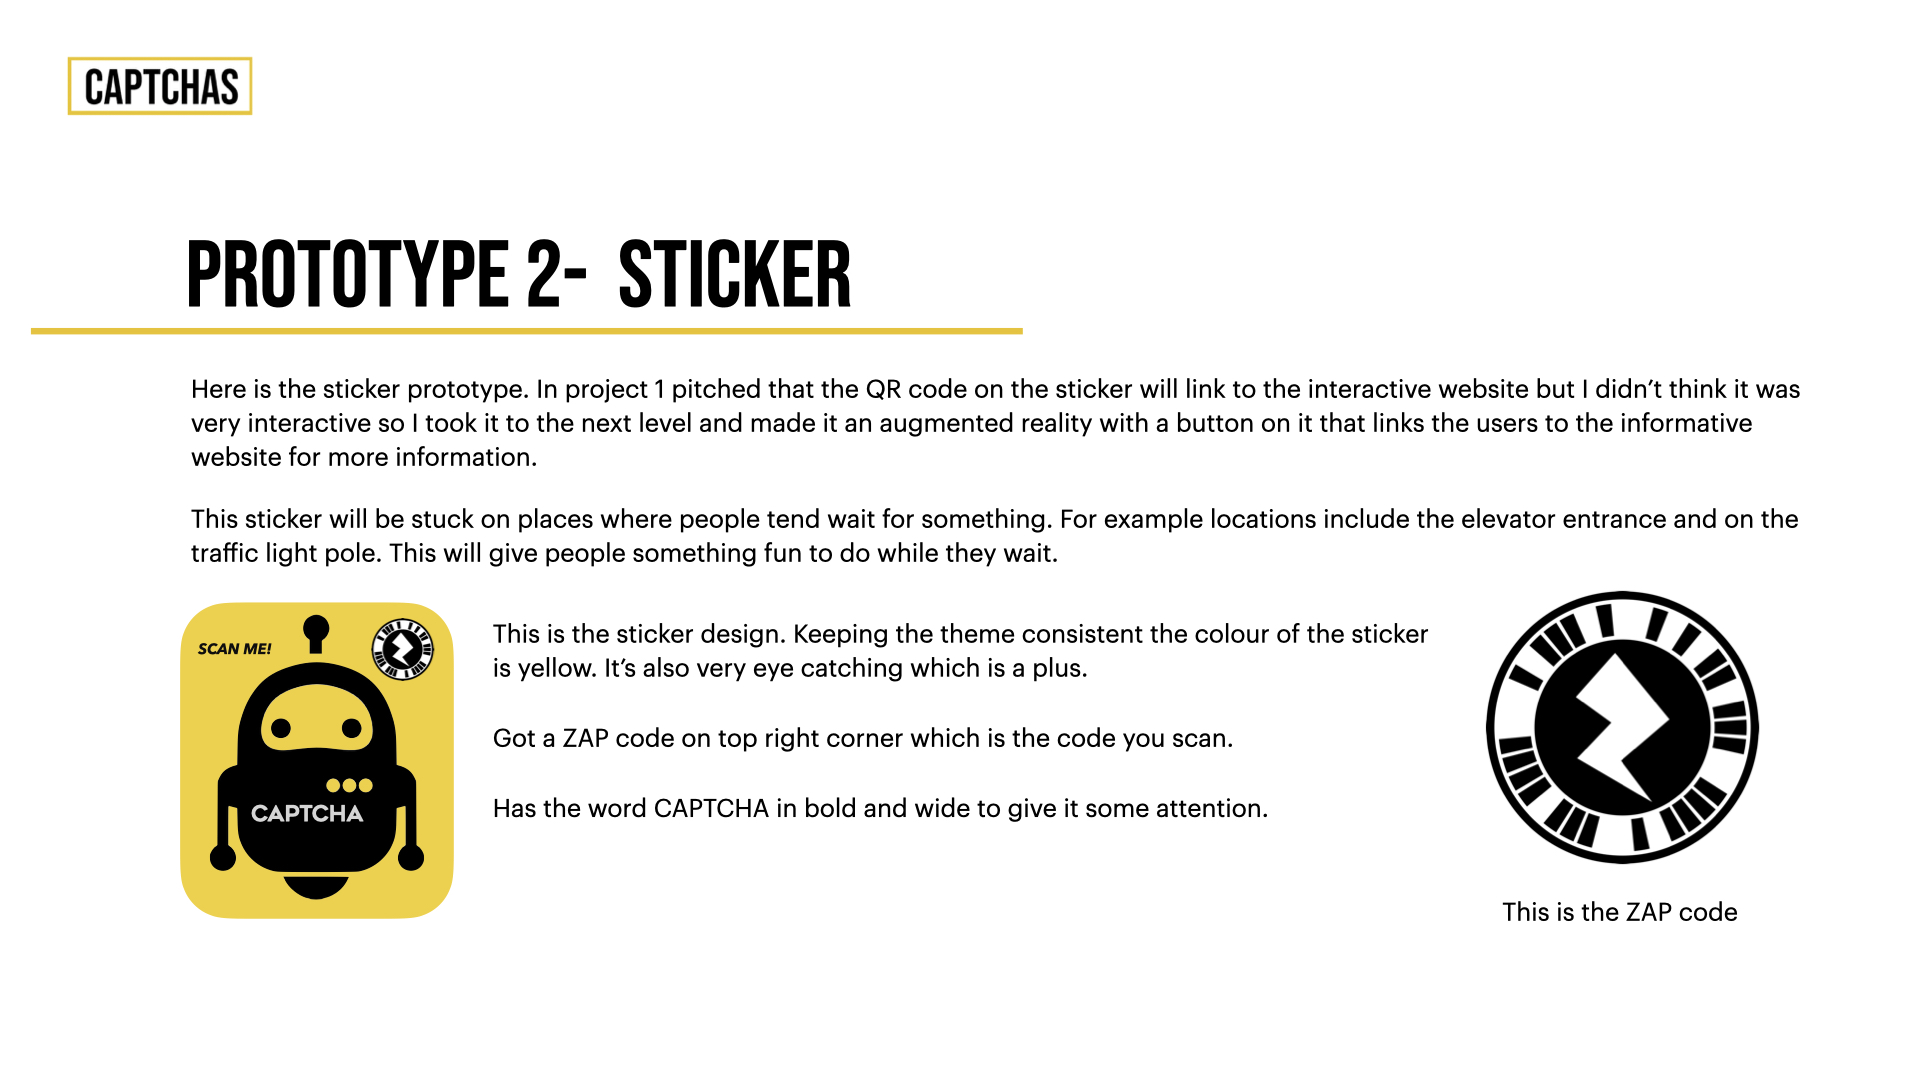 CAPTCHAS
PROTOTYPE 2- STICKER
Here is the sticker prototype. In project 1 pitched that the QR code on the sticker will link to the interactive website but I didn’t think it was
very interactive so I took it to the next level and made it an augmented reality with a button on it that links the users to the informative
website for more information.
This sticker will be stuck on places where people tend wait for something. For example locations include the elevator entrance and on the
traffic light pole. This will give people something fun to do while they wait.
SCAN ME!
CAPTCHA
This is the sticker design. Keeping the theme consistent the colour of the sticker
is yellow. It’s also very eye catching which is a plus.
Got a ZAP code on top right corner which is the code you scan.
Has the word CAPTCHA in bold and wide to give it some attention.
This is the ZAP code